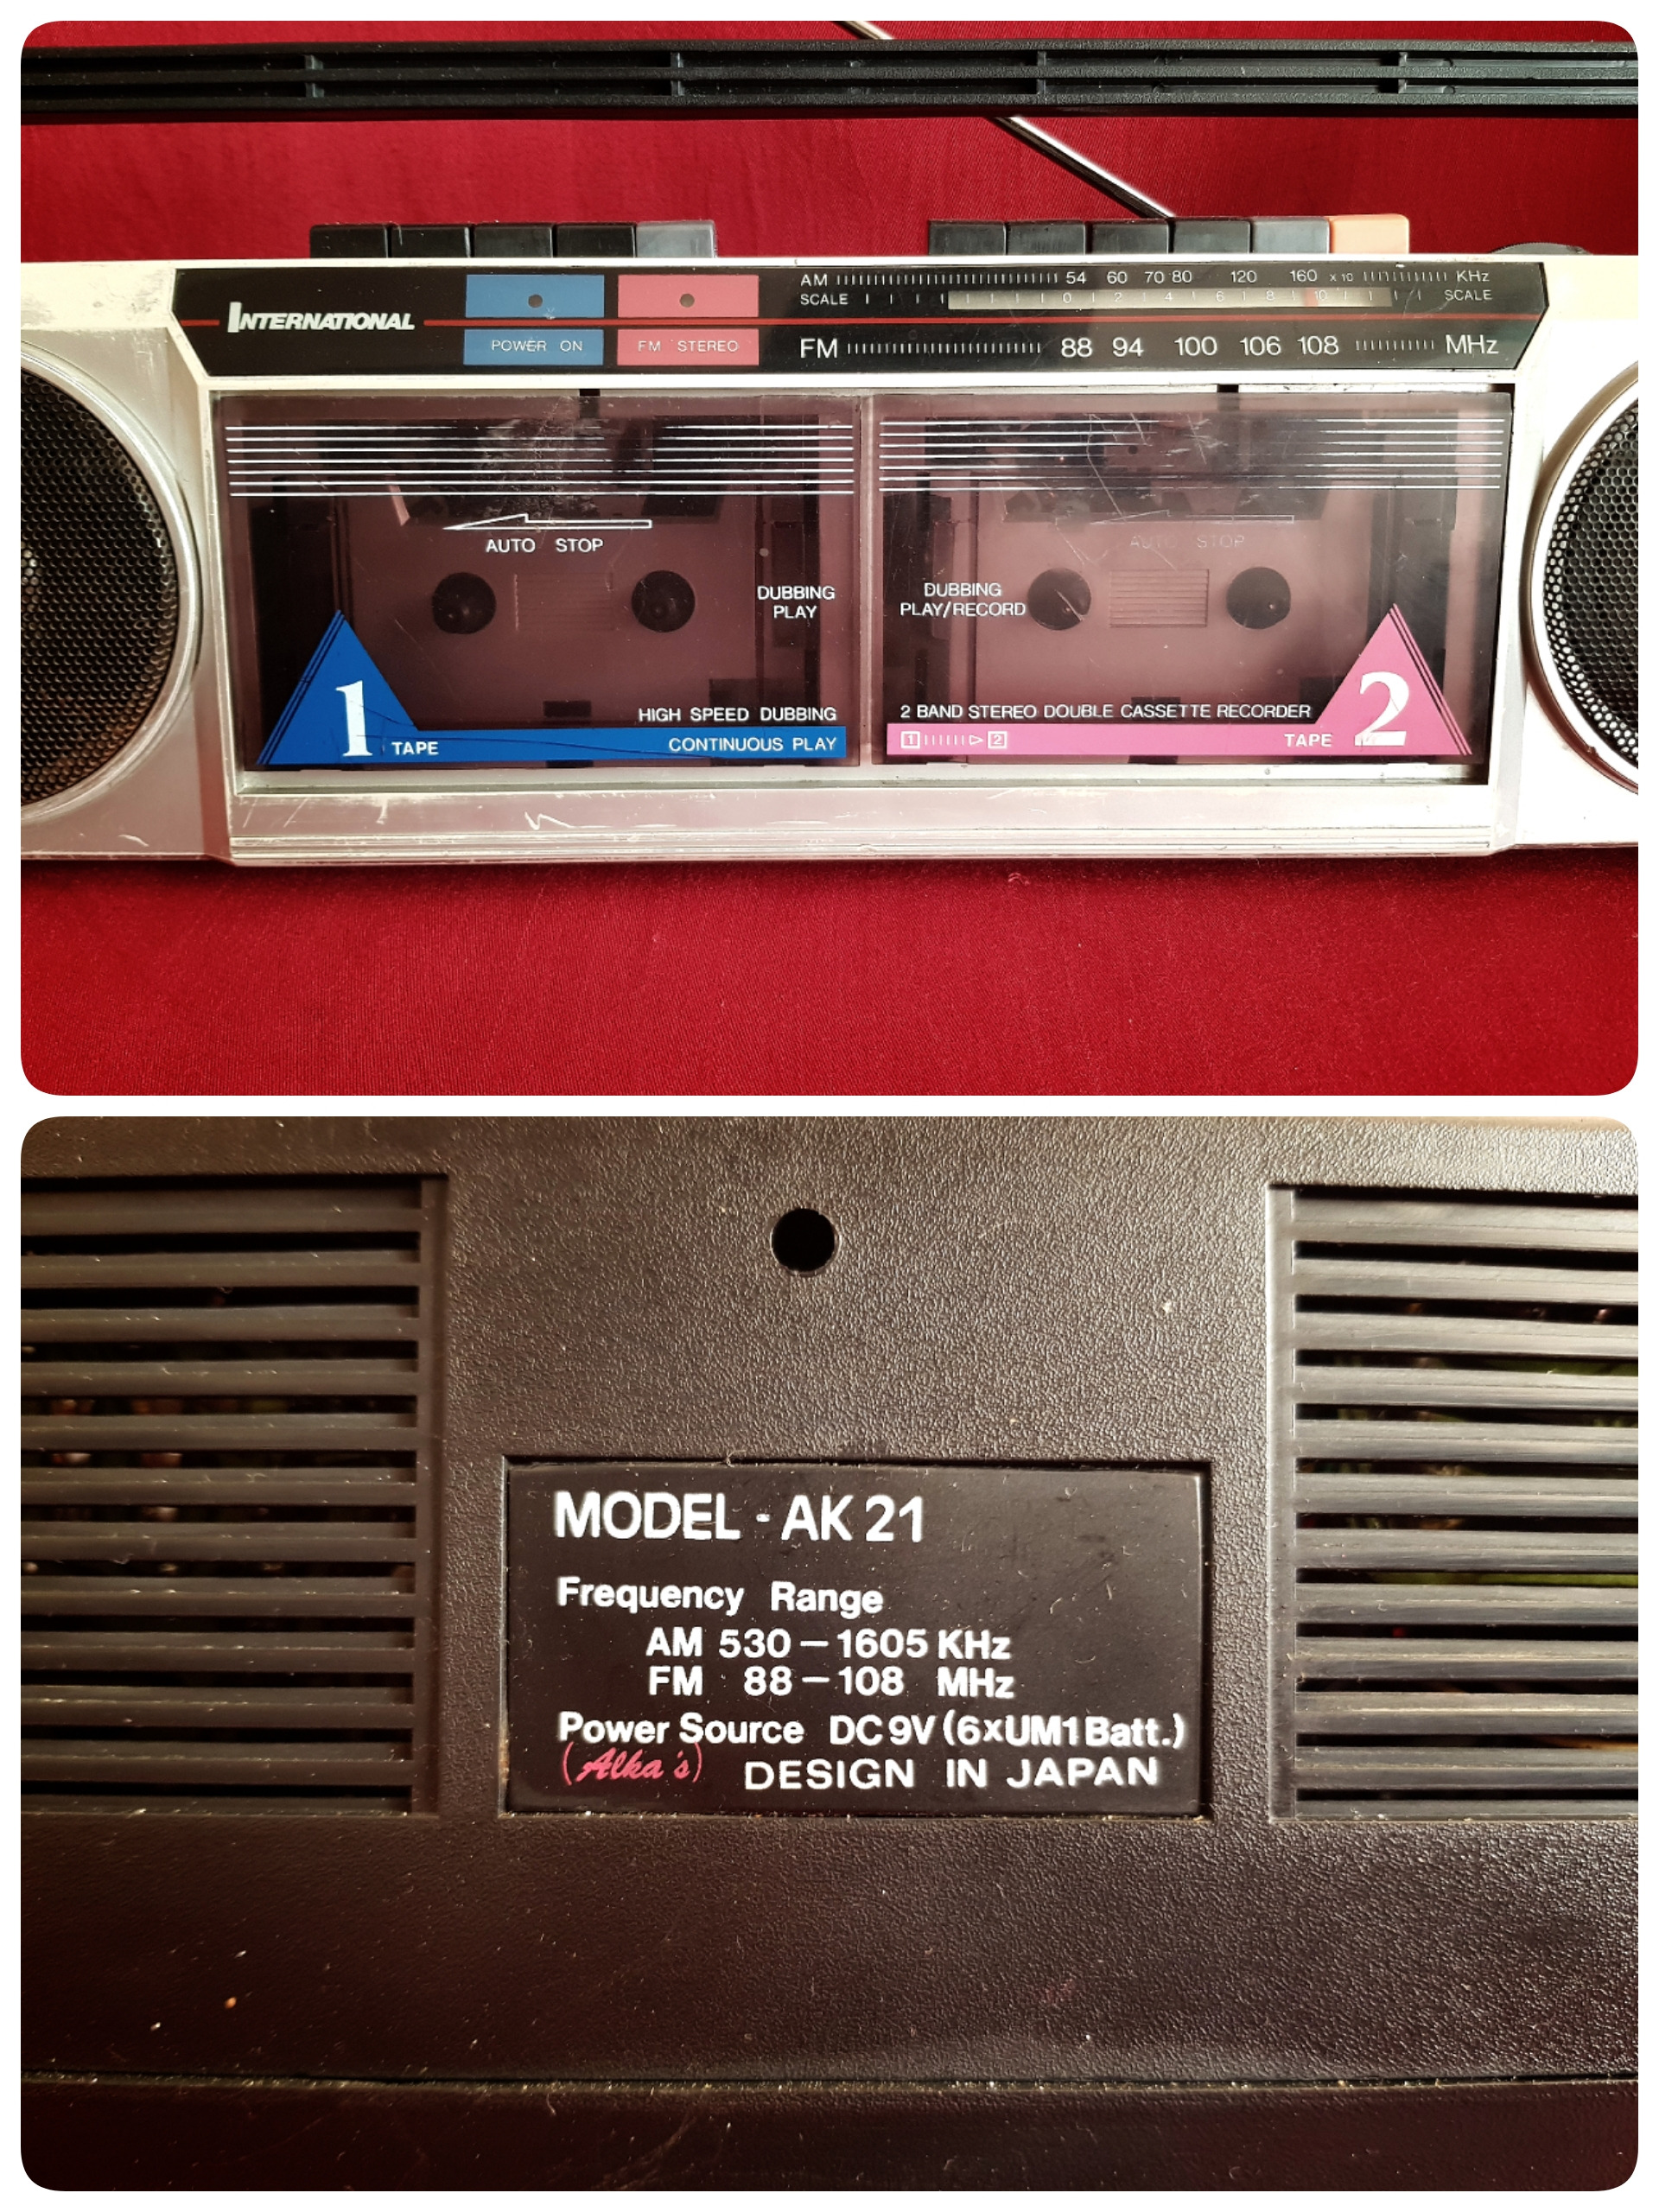 INTERNATIONAL
POWER ON
FM STEREO
AM 54 60 70 80 120 160 x10 KHz
SCALE 0 2 4 6 8 10 SCALE
FM 88 94 100 106 108 MHz
AUTO STOP
DUBBING
PLAY
1 TAPE
HIGH SPEED DUBBING
CONTINUOUS PLAY
AUTO STOP
DUBBING
PLAY/RECORD
2 BAND STEREO DOUBLE CASSETTE RECORDER
1 2 TAPE 2
MODEL - AK 21
Frequency Range
AM 530 – 1605 KHz
FM 88 – 108 MHz
Power Source DC 9V (6xUM1 Batt.)
(Alka's) DESIGN IN JAPAN